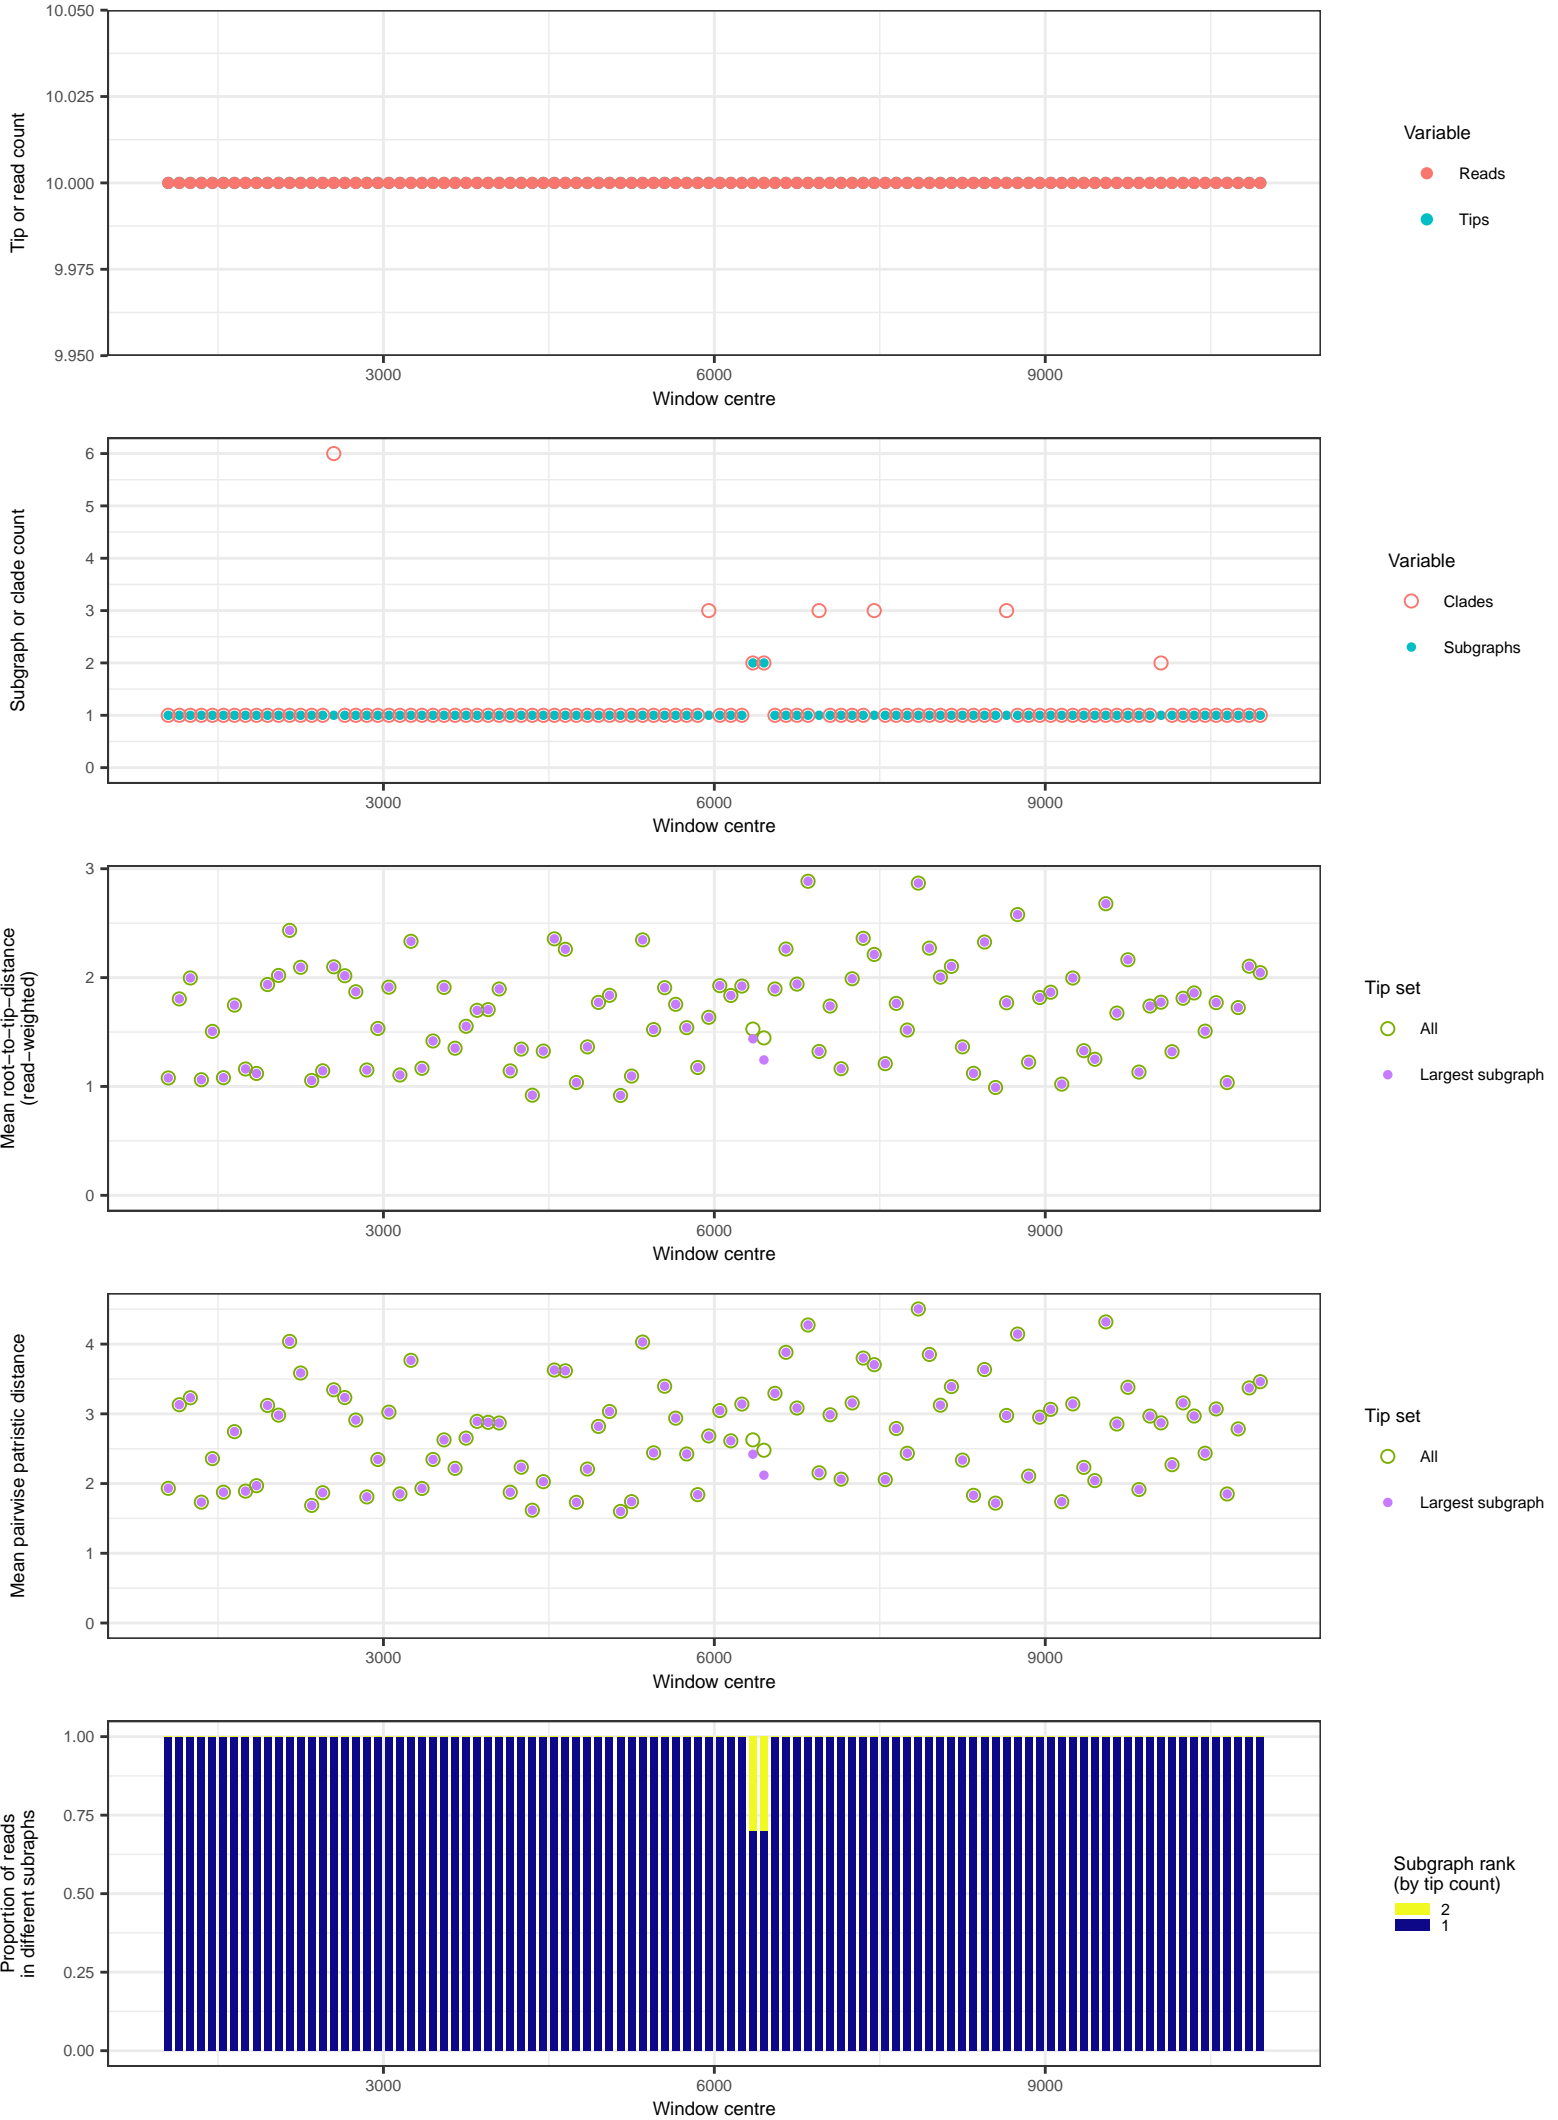 10.050
10.025
10.000
9.975
9.950
Tip or read count
3000
6000
9000
Window centre
Variable
Reads
Tips
6
5
4
3
2
1
0
Subgraph or clade count
3000
6000
9000
Window centre
Variable
Clades
Subgraphs
3
2
1
0
Mean root−to−tip−distance
(read−weighted)
3000
6000
9000
Window centre
Tip set
All
Largest subgraph
4
3
2
1
0
Mean pairwise patristic distance
3000
6000
9000
Window centre
Tip set
All
Largest subgraph
1.00
0.75
0.50
0.25
0.00
Proportion of reads
in different subraphs
3000
6000
9000
Window centre
Subgraph rank
(by tip count)
2
1